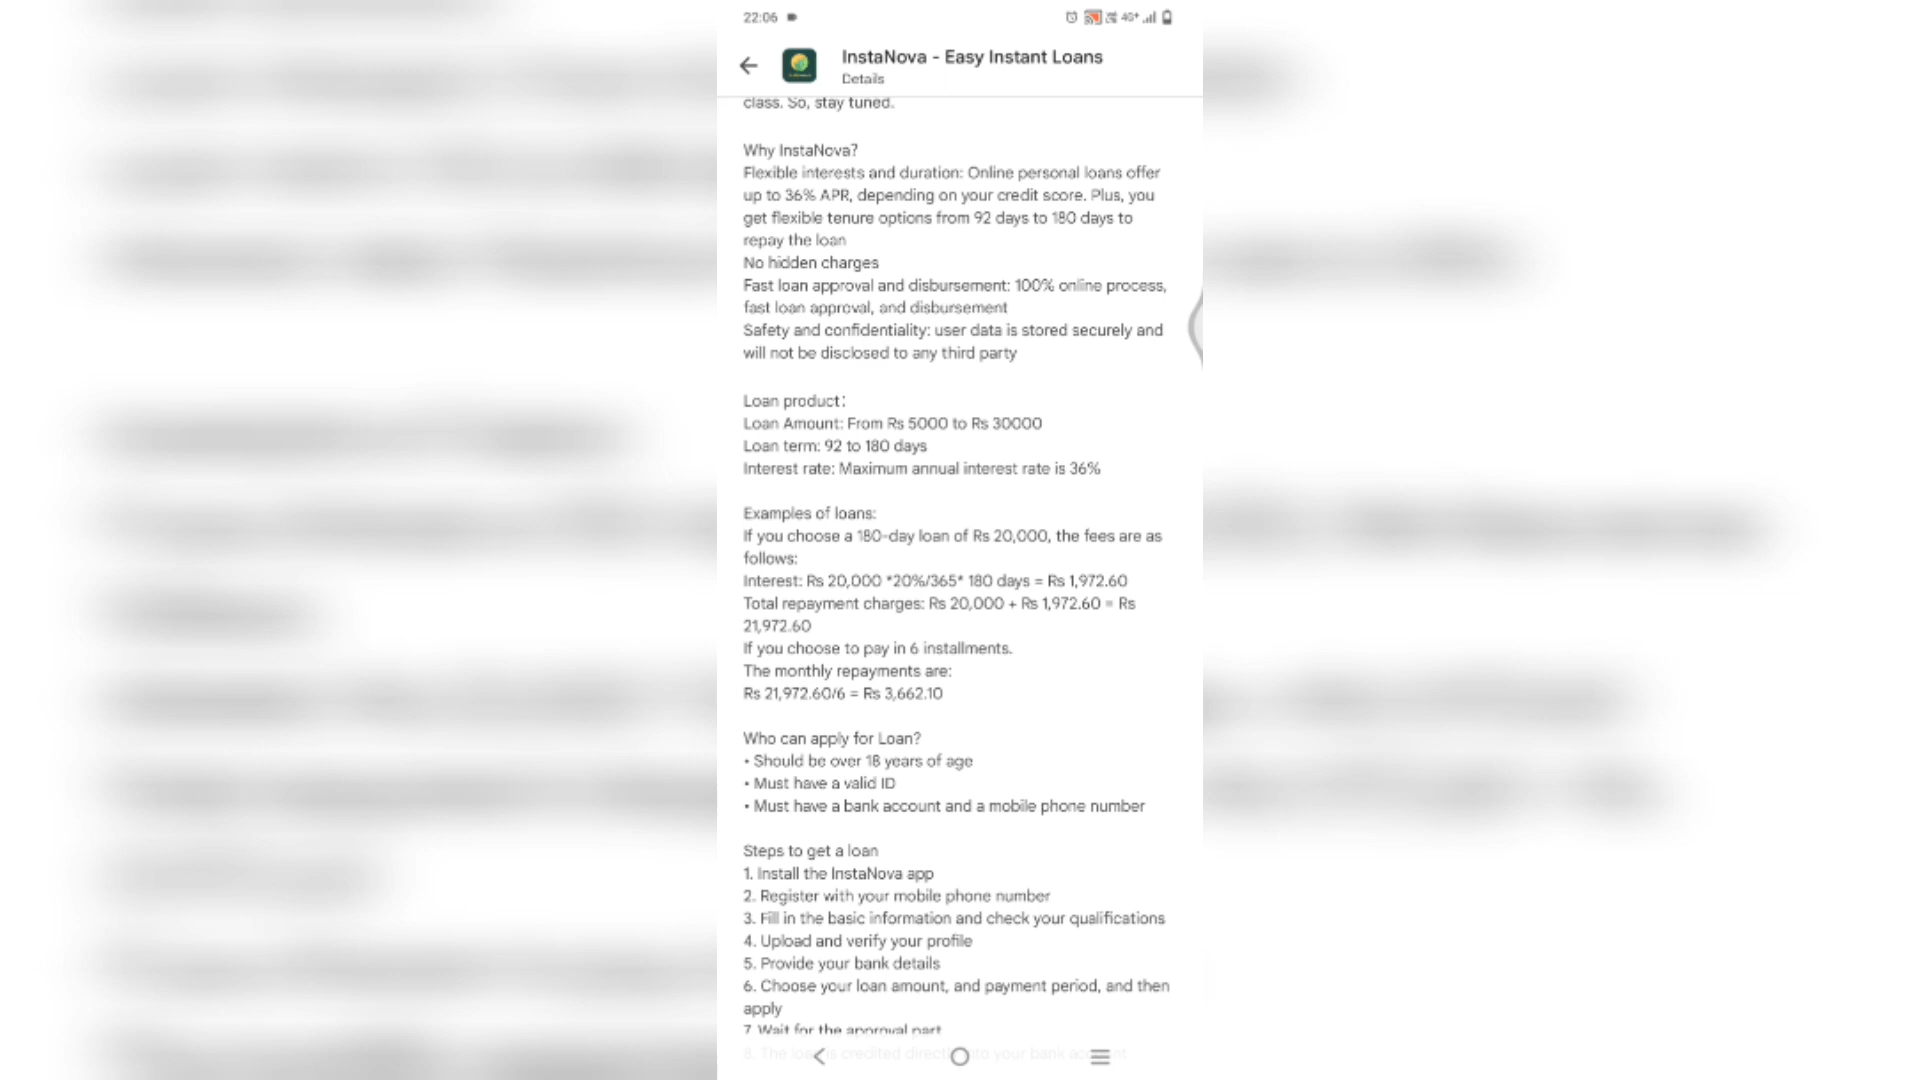 22:06
4G+
InstaNova - Easy Instant Loans
Details
class. So, stay tuned.
Why InstaNova?
Flexible interests and duration: Online personal loans offer
up to 36% APR, depending on your credit score. Plus, you
get flexible tenure options from 92 days to 180 days to
repay the loan
No hidden charges
Fast loan approval and disbursement: 100% online process,
fast loan approval, and disbursement
Safety and confidentiality: user data is stored securely and
will not be disclosed to any third party
Loan product:
Loan Amount: From Rs 5000 to Rs 30000
Loan term: 92 to 180 days
Interest rate: Maximum annual interest rate is 36%
Examples of loans:
If you choose a 180-day loan of Rs 20,000, the fees are as
follows:
Interest: Rs 20,000 *20%/365* 180 days = Rs 1,972.60
Total repayment charges: Rs 20,000 + Rs 1,972.60 = Rs
21,972.60
If you choose to pay in 6 installments.
The monthly repayments are:
Rs 21,972.60/6 = Rs 3,662.10
Who can apply for Loan?
• Should be over 18 years of age
• Must have a valid ID
• Must have a bank account and a mobile phone number
Steps to get a loan
1. Install the InstaNova app
2. Register with your mobile phone number
3. Fill in the basic information and check your qualifications
4. Upload and verify your profile
5. Provide your bank details
6. Choose your loan amount, and payment period, and then
apply
7. Wait for the approval part
8. The loan is credited directly into your bank account